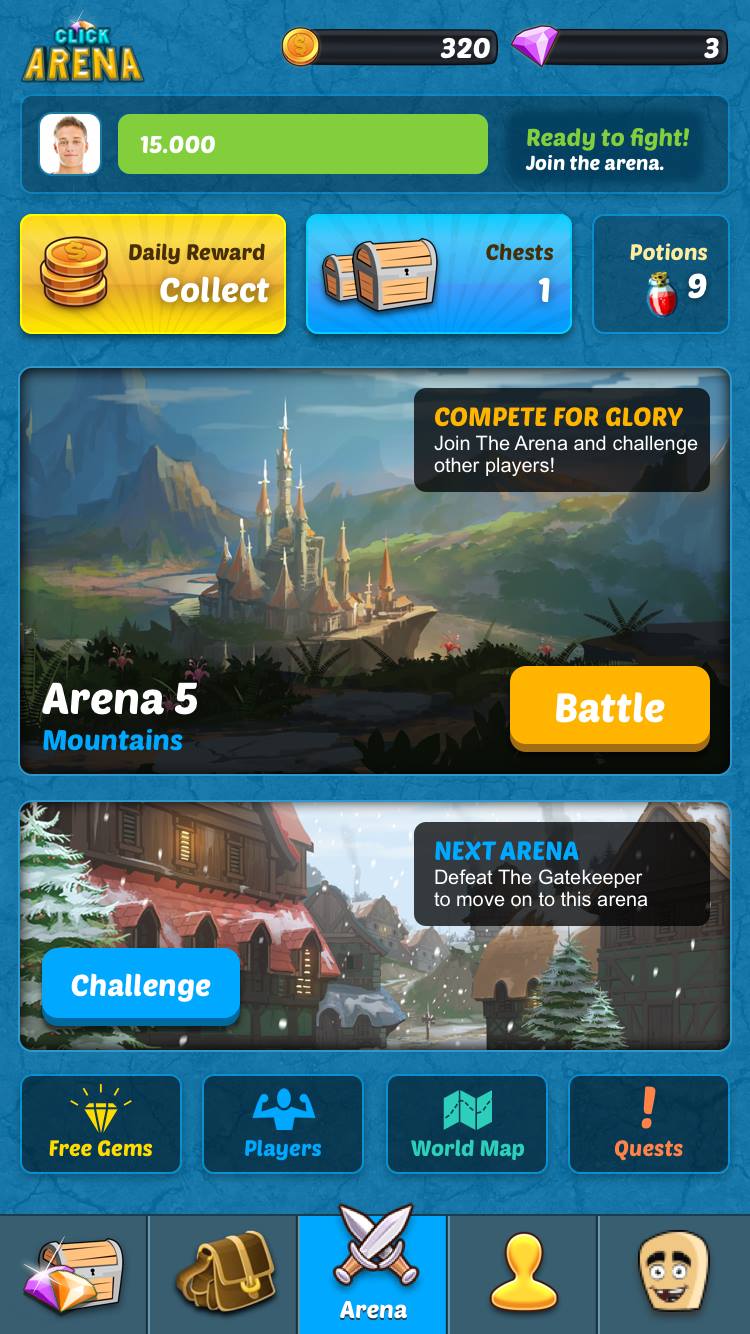 CLICK
ARENA
320
3
15.000
Ready to fight!
Join the arena.
Daily Reward
Collect
Chests
1
Potions
9
COMPETE FOR GLORY
Join The Arena and challenge
other players!
Arena 5
Mountains
Battle
NEXT ARENA
Defeat The Gatekeeper
to move on to this arena
Challenge
Free Gems
Players
World Map
Quests
Arena